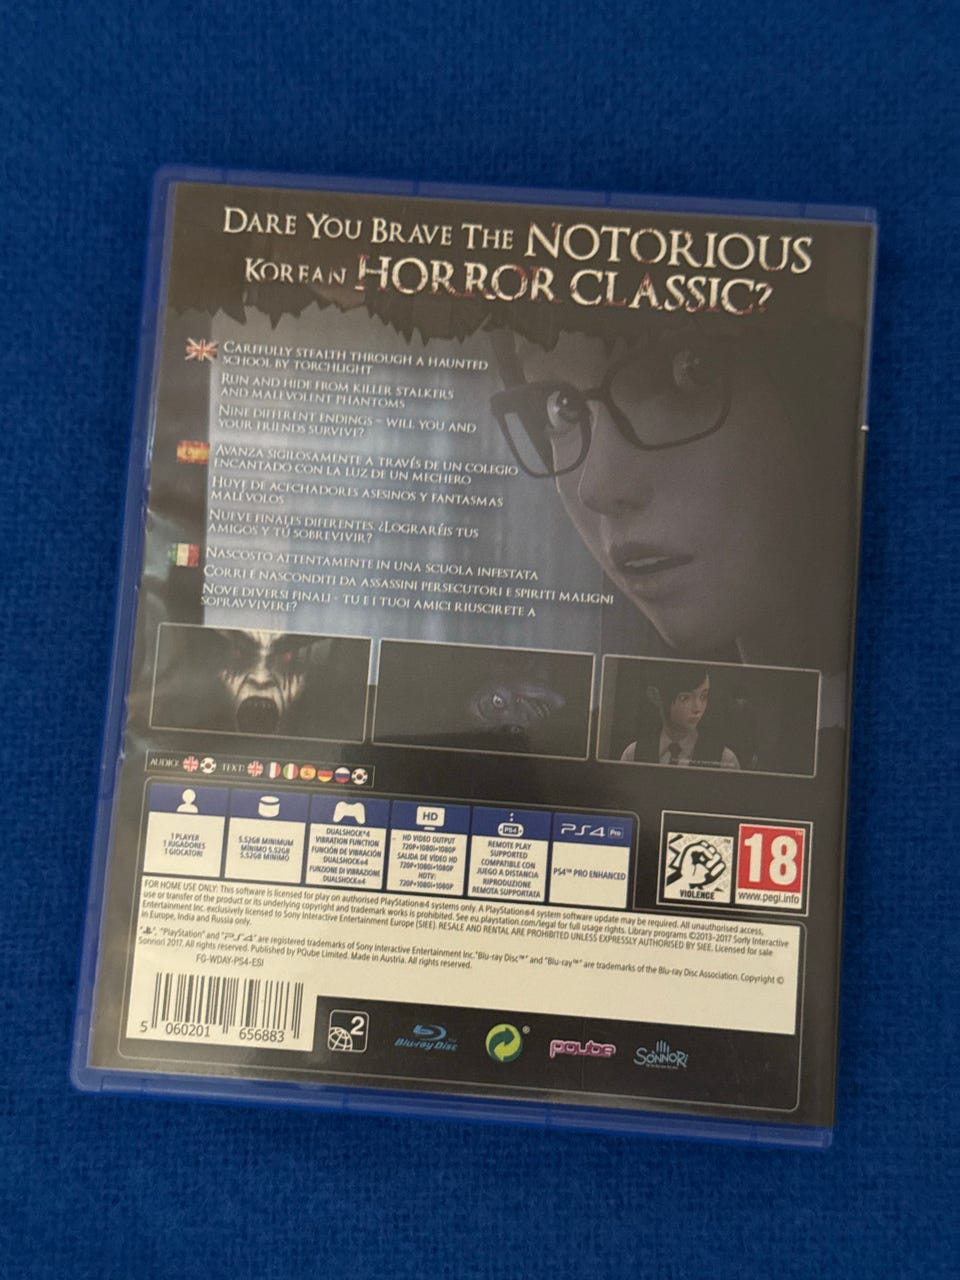 DARE YOU BRAVE THE NOTORIOUS
KOREAN HORROR CLASSIC?
CAREFULLY STEALTH THROUGH A HAUNTED
SCHOOL BY TORCHLIGHT
RUN AND HIDE FROM KILLER STALKERS
AND MALEVOLENT PHANTOMS
NINE DIFFERENT ENDINGS - WILL YOU AND
YOUR FRIENDS SURVIVE?
AVANZA SIGILOSAMENTE A TRAVÉS DE UN COLEGIO
ENCANTADO CON LA LUZ DE UN MECHERO
HUYE DE ACECHADORES ASESINOS Y FANTASMAS
MALÉVOLOS
NUEVE FINALES DIFERENTES. ¿LOGRARÉIS TUS
AMIGOS Y TÚ SOBREVIVIR?
NASCOSTO ATTENTAMENTE IN UNA SCUOLA INFESTATA
CORRI E NASCONDITI DA ASSASSINI PERSECUTORI E SPIRITI MALIGNI
NOVE DIVERSI FINALI - TU E I TUOI AMICI RIUSCIRETE A
SOPRAVVIVERE?
AUDIO: TEXT:
1 PLAYER
1 JUGADORES
1 GIOCATORI
5.52GB MINIMUM
MÍNIMO 5.52GB
5.52GB MINIMO
DUALSHOCK®4
VIBRATION FUNCTION
FUNCIÓN DE VIBRACIÓN
DUALSHOCK®4
FUNZIONE DI VIBRAZIONE
DUALSHOCK®4
HD
HD VIDEO OUTPUT
720P•1080i•1080P
SALIDA DE VÍDEO HD
720P•1080i•1080P
HDTV:
720P•1080i•1080P
PS4
REMOTE PLAY
SUPPORTED
COMPATIBLE CON
JUEGO A DISTANCIA
RIPRODUZIONE
REMOTA SUPPORTATA
PS4 Pro
PS4™ PRO ENHANCED
VIOLENCE
18
www.pegi.info
FOR HOME USE ONLY: This software is licensed for play on authorised PlayStation®4 systems only. A PlayStation®4 system software update may be required. All unauthorised access,
use or transfer of the product or its underlying copyright and trademark works is prohibited. See eu.playstation.com/legal for full usage rights. Library programs ©2013-2017 Sony Interactive
Entertainment Inc. exclusively licensed to Sony Interactive Entertainment Europe (SIEE). RESALE AND RENTAL ARE PROHIBITED UNLESS EXPRESSLY AUTHORISED BY SIEE. Licensed for sale
in Europe, India and Russia only.
"", "PlayStation" and "PS4" are registered trademarks of Sony Interactive Entertainment Inc. "Blu-ray Disc™" and "Blu-ray™" are trademarks of the Blu-ray Disc Association. Copyright ©
Sonnori 2017. All rights reserved. Published by PQube Limited. Made in Austria. All rights reserved.
FG-WDAY-PS4-ESI
5 060201 656883
2
Blu-ray Disc
pqube
SONNORI